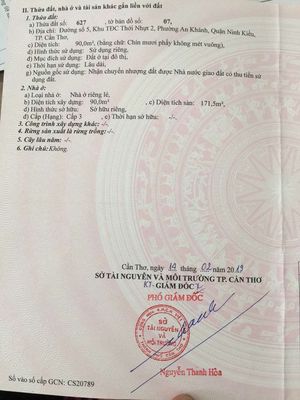 II. Thửa đất, nhà ở và tài sản khác gắn liền với đất
1. Thửa đất:
a) Thửa đất số: 627, tờ bản đồ số: 07,
b) Địa chỉ: Đường số 5, Khu TĐC Thới Nhựt 2, Phường An Khánh, Quận Ninh Kiều,
TP. Cần Thơ,
c) Diện tích: 90,0m², (bằng chữ: Chín mươi phẩy không mét vuông),
d) Hình thức sử dụng: Sử dụng riêng,
đ) Mục đích sử dụng: Đất ở tại đô thị,
e) Thời hạn sử dụng: Lâu dài,
g) Nguồn gốc sử dụng: Nhận chuyển nhượng đất được Nhà nước giao đất có thu tiền sử
dụng đất.
2. Nhà ở:
a) Loại nhà ở: Nhà ở riêng lẻ,
b) Diện tích xây dựng: 90,0m², c) Diện tích sàn: 171,5m²,
d) Hình thức sở hữu: Sở hữu riêng,
đ) Cấp (Hạng): Cấp 3 , e) Thời hạn sở hữu: -/-.
3. Công trình xây dựng khác: -/-.
4. Rừng sản xuất là rừng trồng: -/-.
5. Cây lâu năm: -/-.
6. Ghi chú: Không.
Cần Thơ, ngày 14 tháng 02 năm 2019
SỞ TÀI NGUYÊN VÀ MÔI TRƯỜNG TP. CẦN THƠ
KT. GIÁM ĐỐC
PHÓ GIÁM ĐỐC
SỞ
TÀI NGUYÊN
VÀ
MÔI TRƯỜNG
Nguyễn Thanh Hòa
Số vào sổ cấp GCN: CS20789